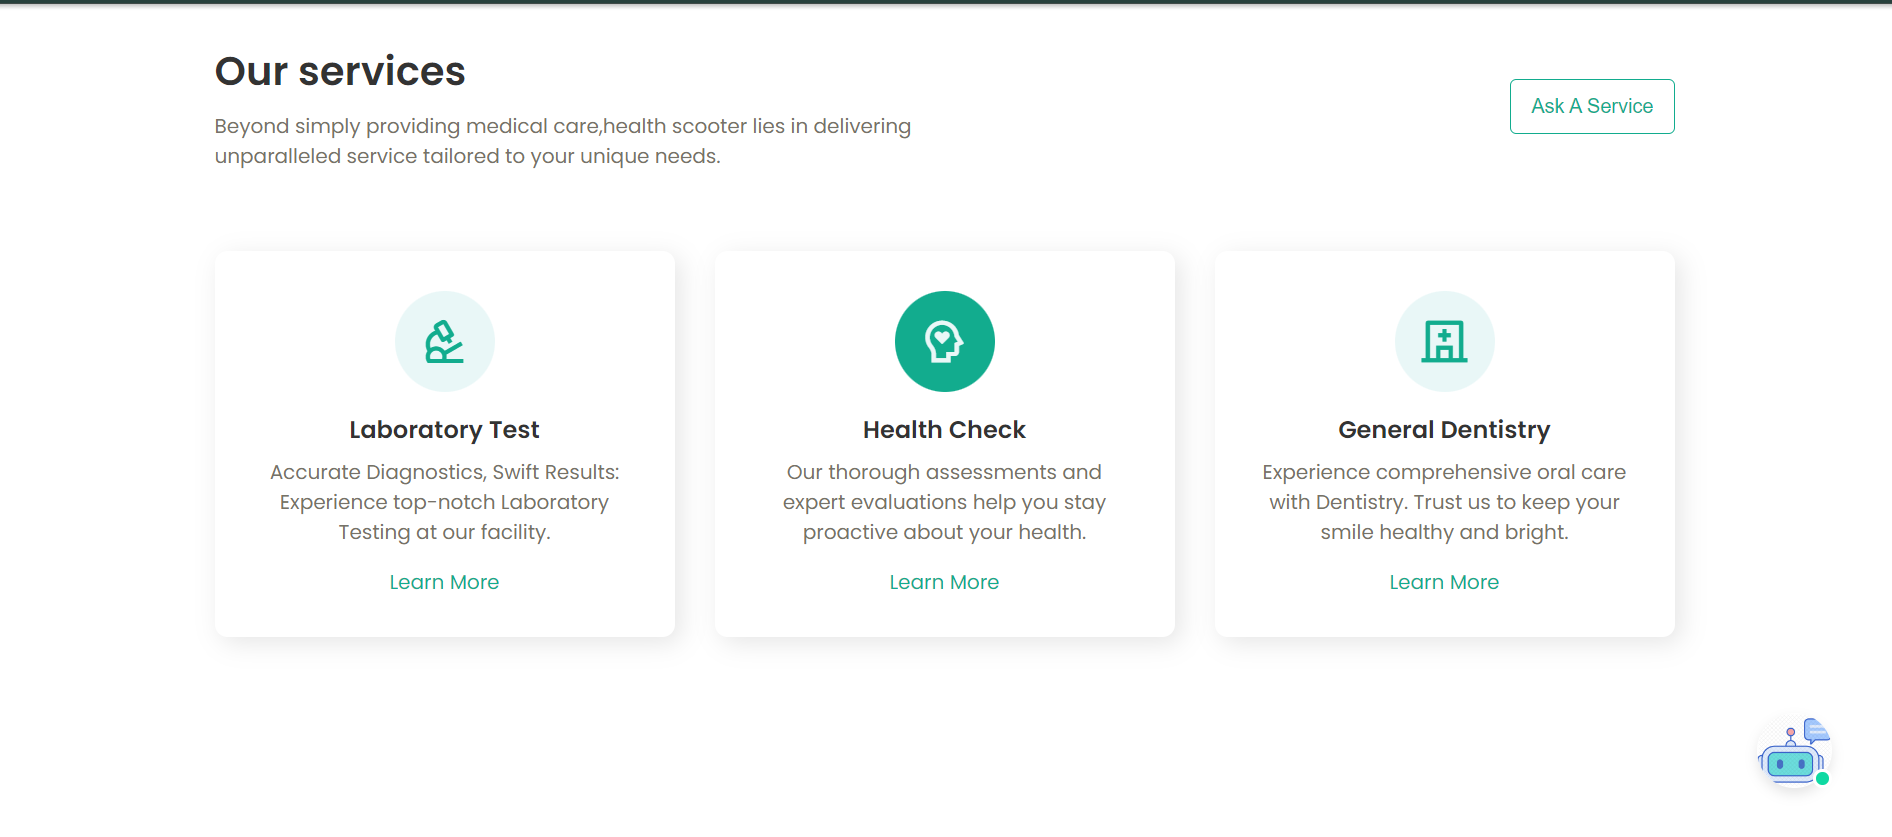 Our services
Beyond simply providing medical care,health scooter lies in delivering
unparalleled service tailored to your unique needs.
Ask A Service
Laboratory Test
Accurate Diagnostics, Swift Results:
Experience top-notch Laboratory
Testing at our facility.
Learn More
Health Check
Our thorough assessments and
expert evaluations help you stay
proactive about your health.
Learn More
General Dentistry
Experience comprehensive oral care
with Dentistry. Trust us to keep your
smile healthy and bright.
Learn More